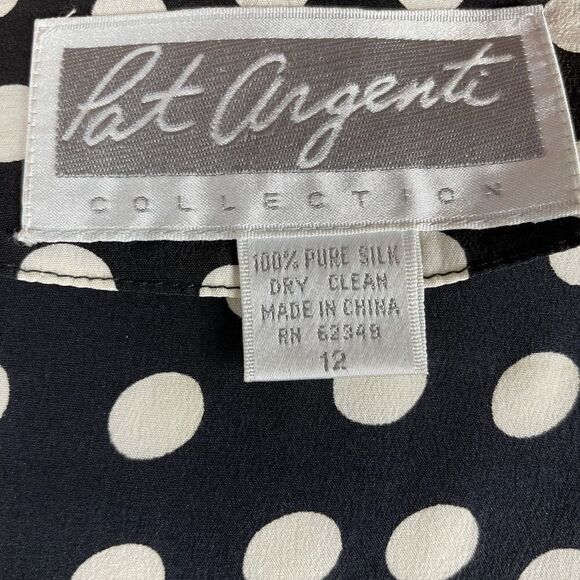 Pat Argenti
COLLECTION
100% PURE SILK
DRY CLEAN
MADE IN CHINA
RN 62348
12